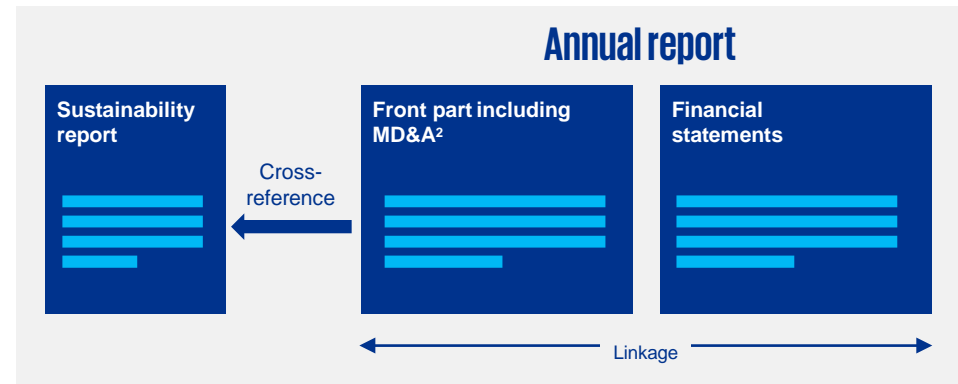 Annual report
Sustainability
report
Cross-
reference
Front part including
MD&A²
Financial
statements
Linkage